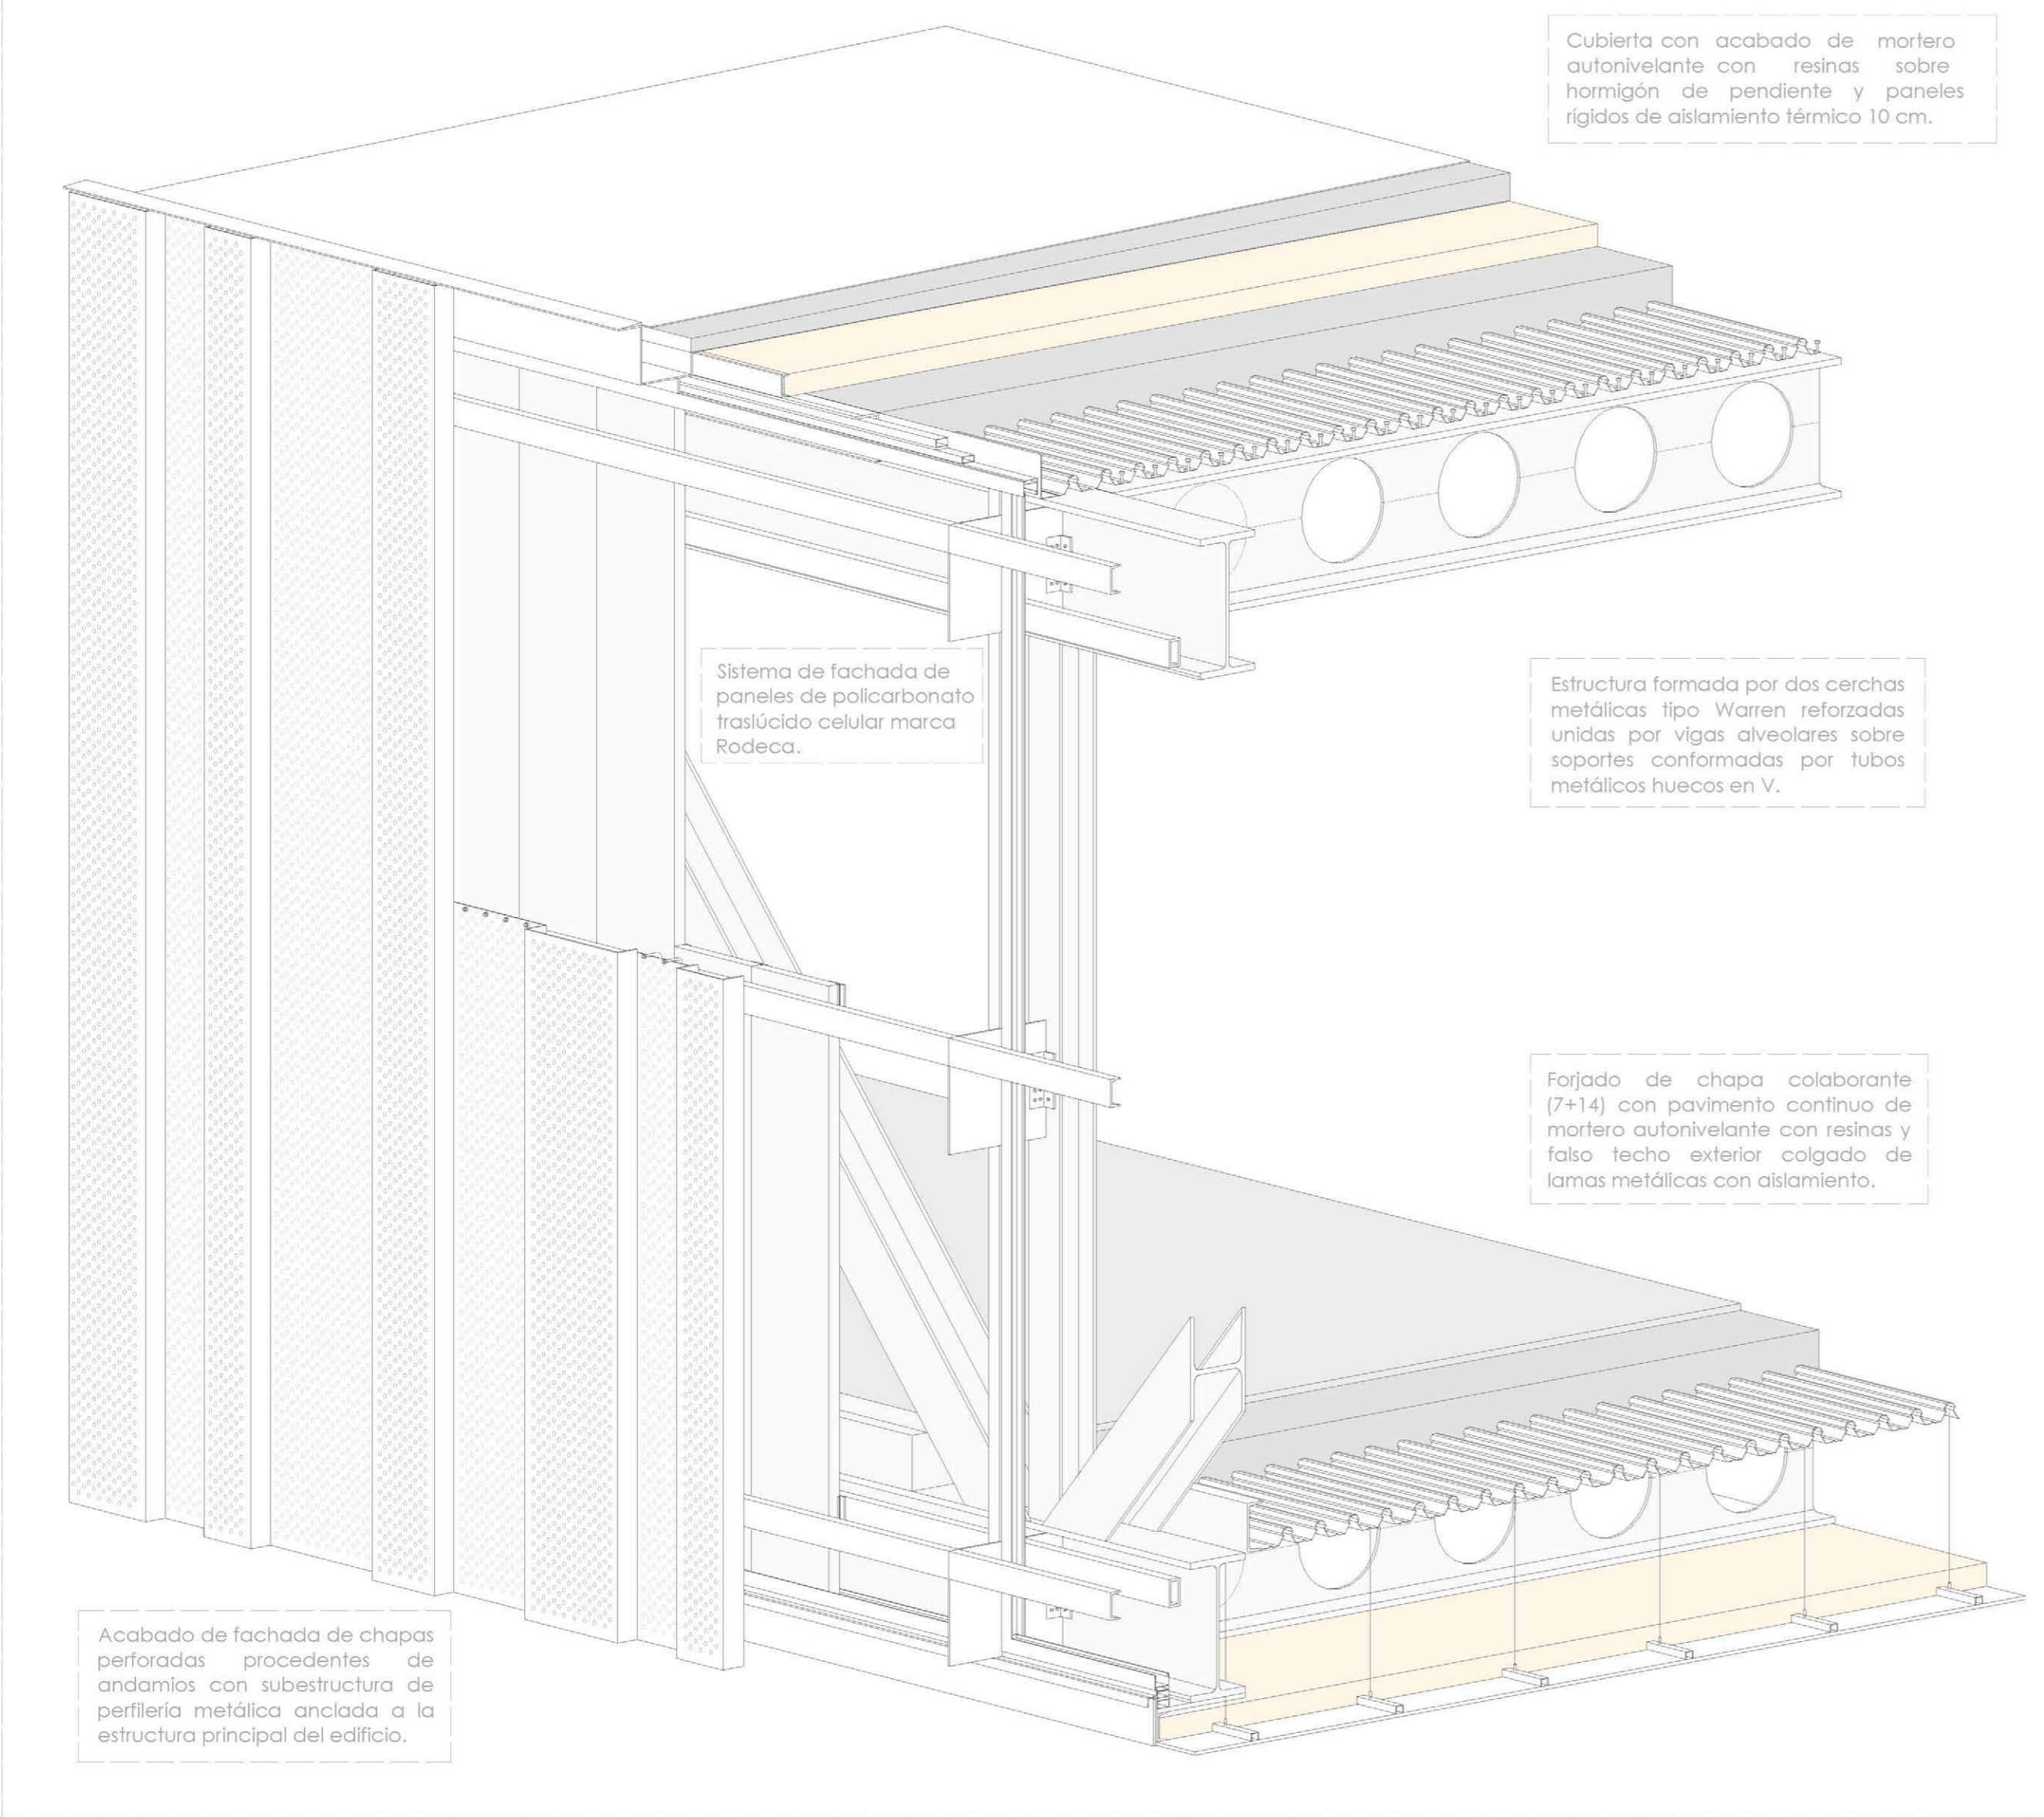 Cubierta con acabado de mortero
autonivelante con resinas sobre
hormigón de pendiente y paneles
rígidos de aislamiento térmico 10 cm.
Sistema de fachada de
paneles de policarbonato
traslúcido celular marca
Rodeca.
Estructura formada por dos cerchas
metálicas tipo Warren reforzadas
unidas por vigas alveolares sobre
soportes conformadas por tubos
metálicos huecos en V.
Forjado de chapa colaborante
(7+14) con pavimento continuo de
mortero autonivelante con resinas y
falso techo exterior colgado de
lamas metálicas con aislamiento.
Acabado de fachada de chapas
perforadas procedentes de
andamios con subestructura de
perfilería metálica anclada a la
estructura principal del edificio.